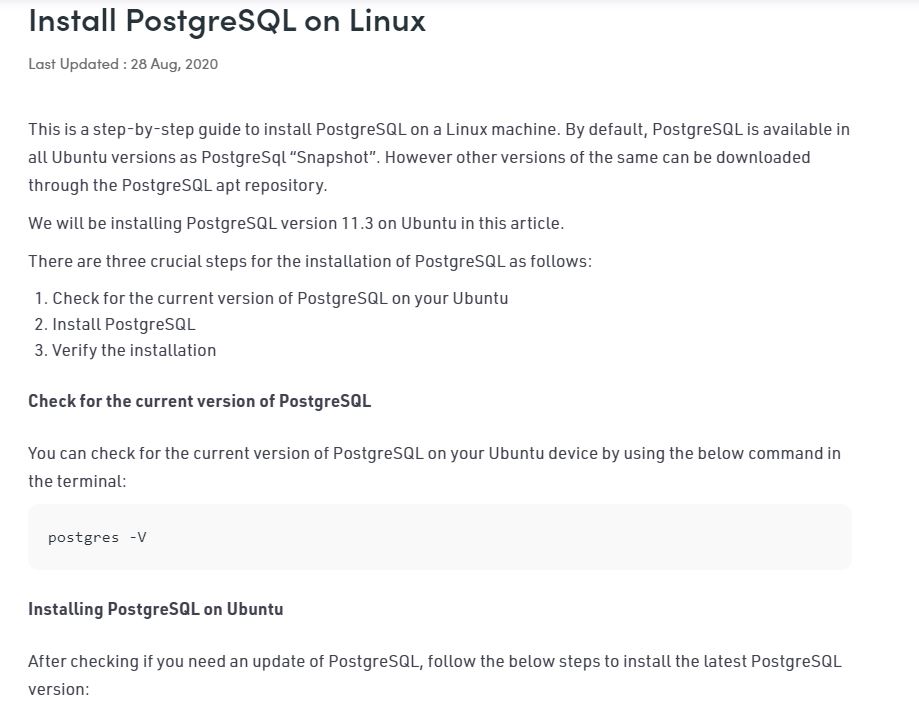 Install PostgreSQL on Linux
Last Updated : 28 Aug, 2020
This is a step-by-step guide to install PostgreSQL on a Linux machine. By default, PostgreSQL is available in
all Ubuntu versions as PostgreSql “Snapshot”. However other versions of the same can be downloaded
through the PostgreSQL apt repository.
We will be installing PostgreSQL version 11.3 on Ubuntu in this article.
There are three crucial steps for the installation of PostgreSQL as follows:
1. Check for the current version of PostgreSQL on your Ubuntu
2. Install PostgreSQL
3. Verify the installation
Check for the current version of PostgreSQL
You can check for the current version of PostgreSQL on your Ubuntu device by using the below command in
the terminal:
postgres -V
Installing PostgreSQL on Ubuntu
After checking if you need an update of PostgreSQL, follow the below steps to install the latest PostgreSQL
version: